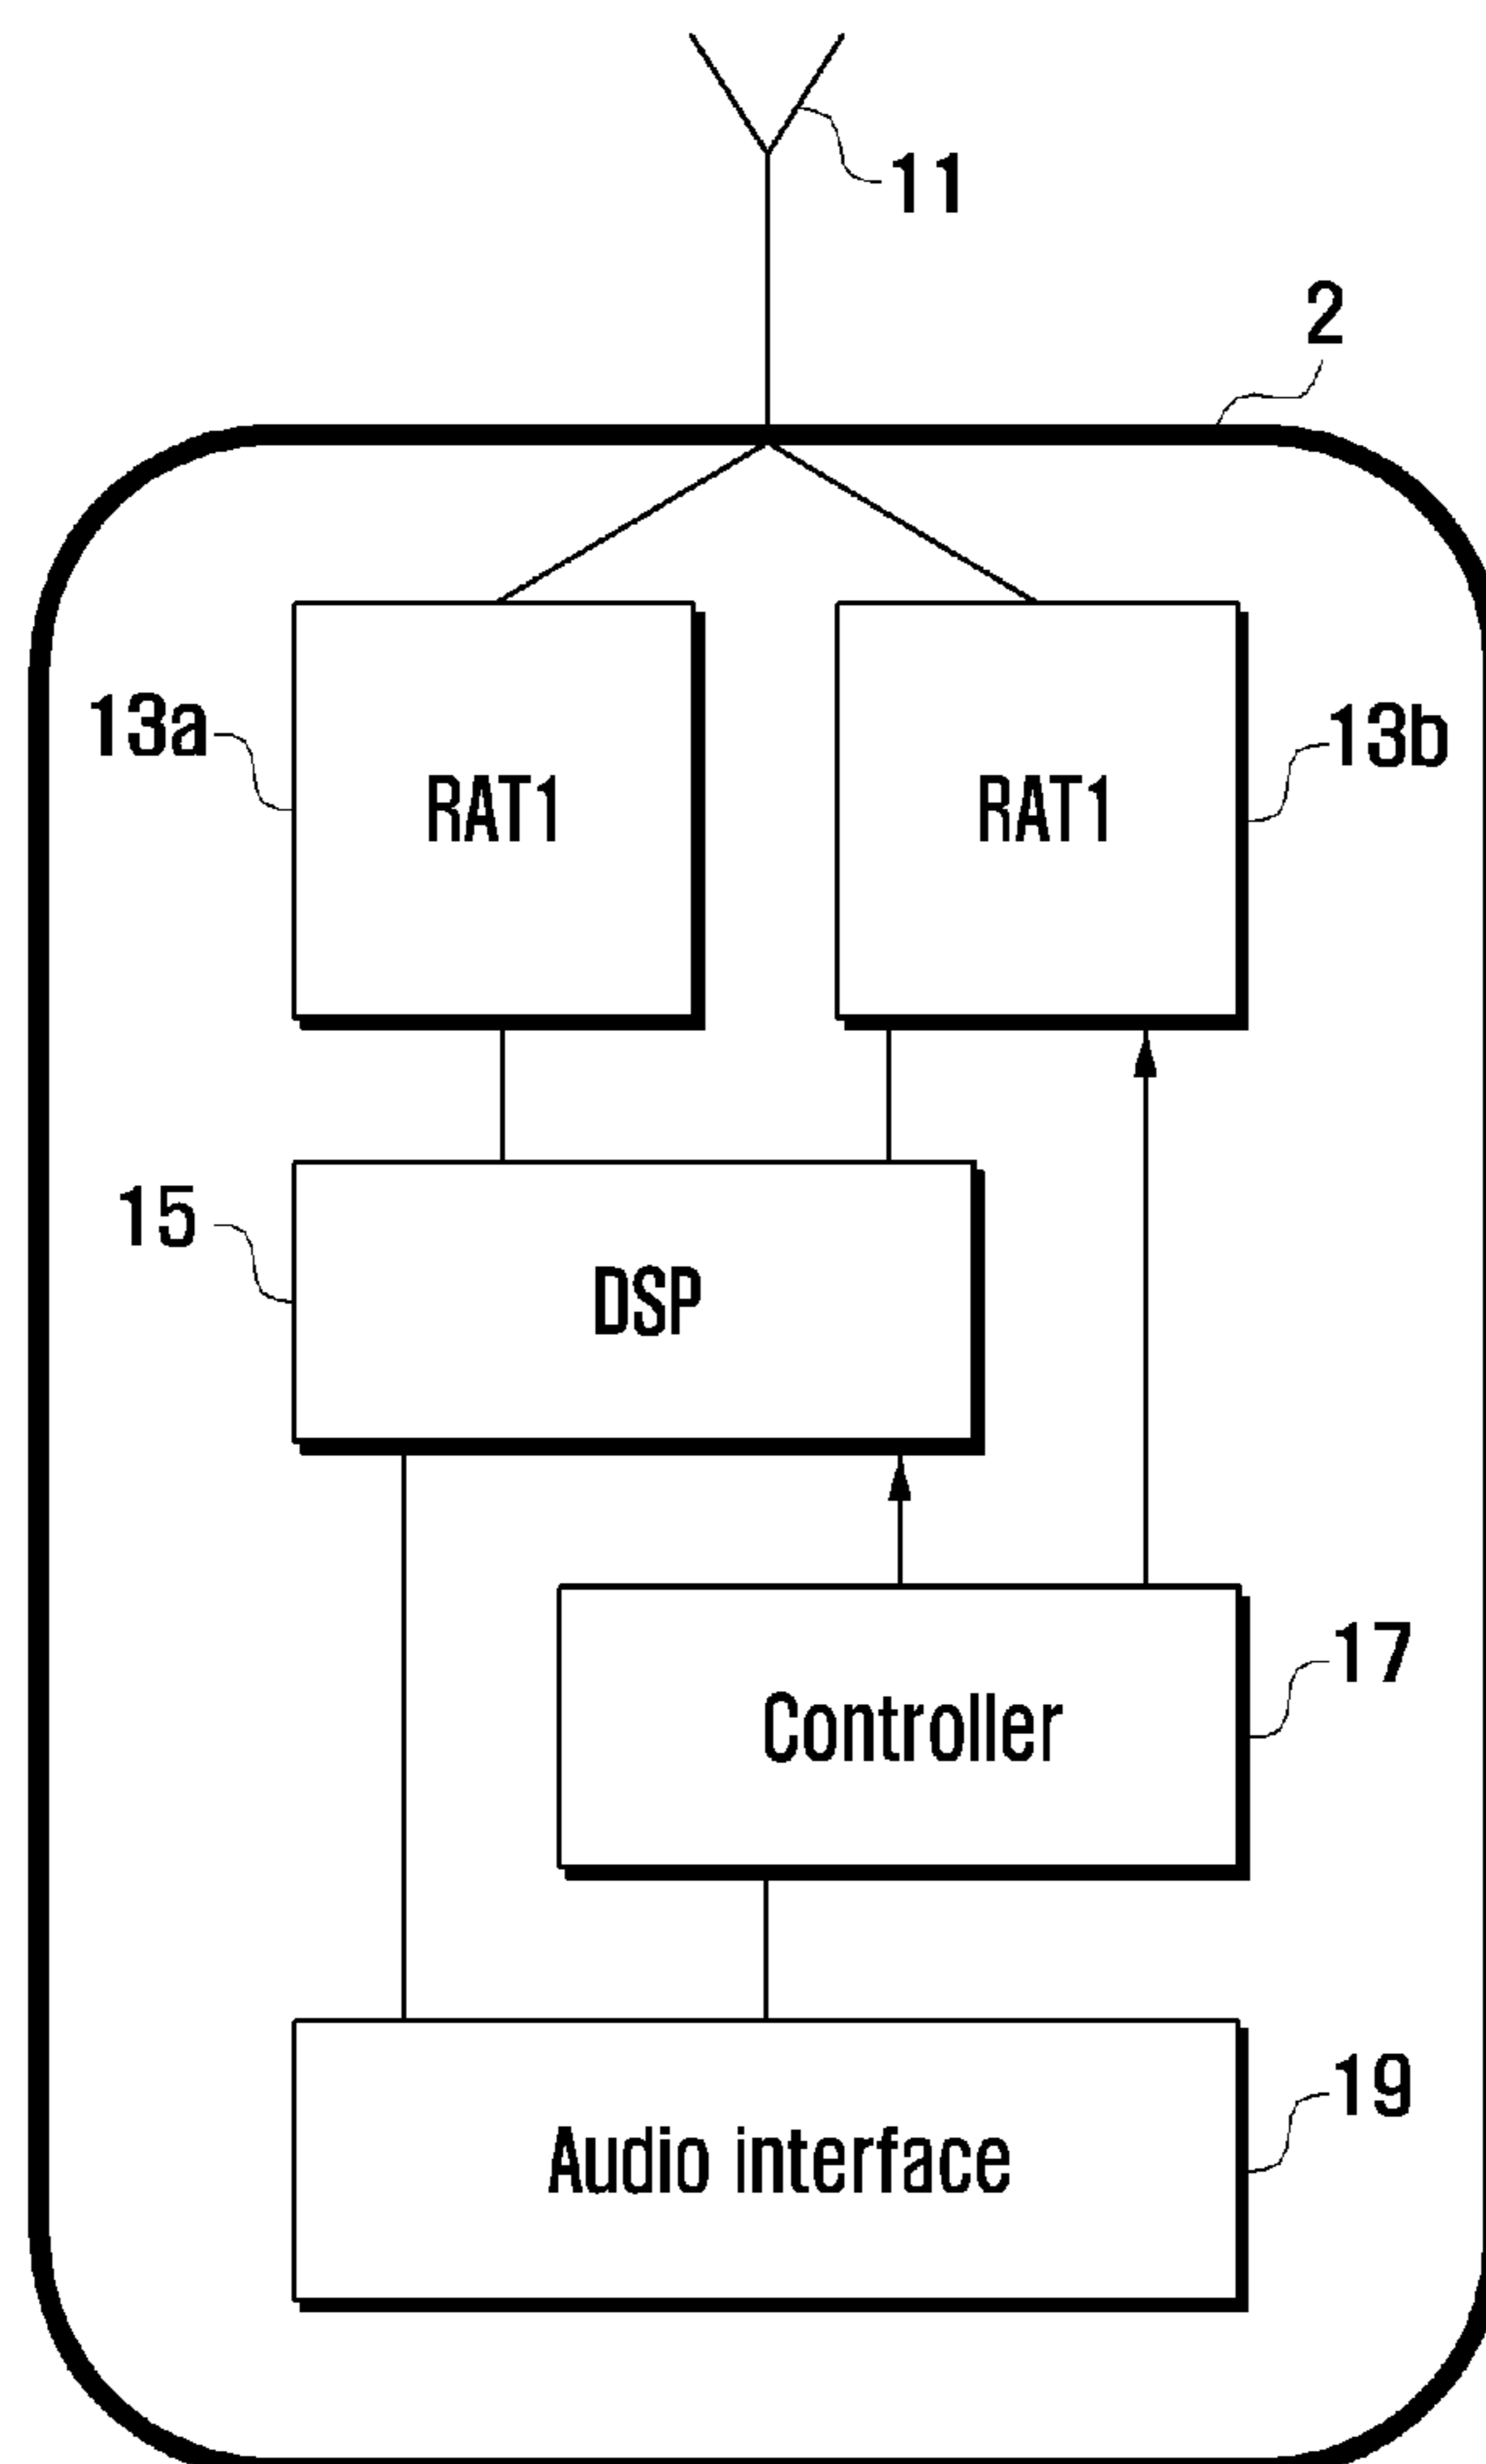 11
2
13a
RAT1
RAT1
13b
15
DSP
Controller
17
Audio interface
19